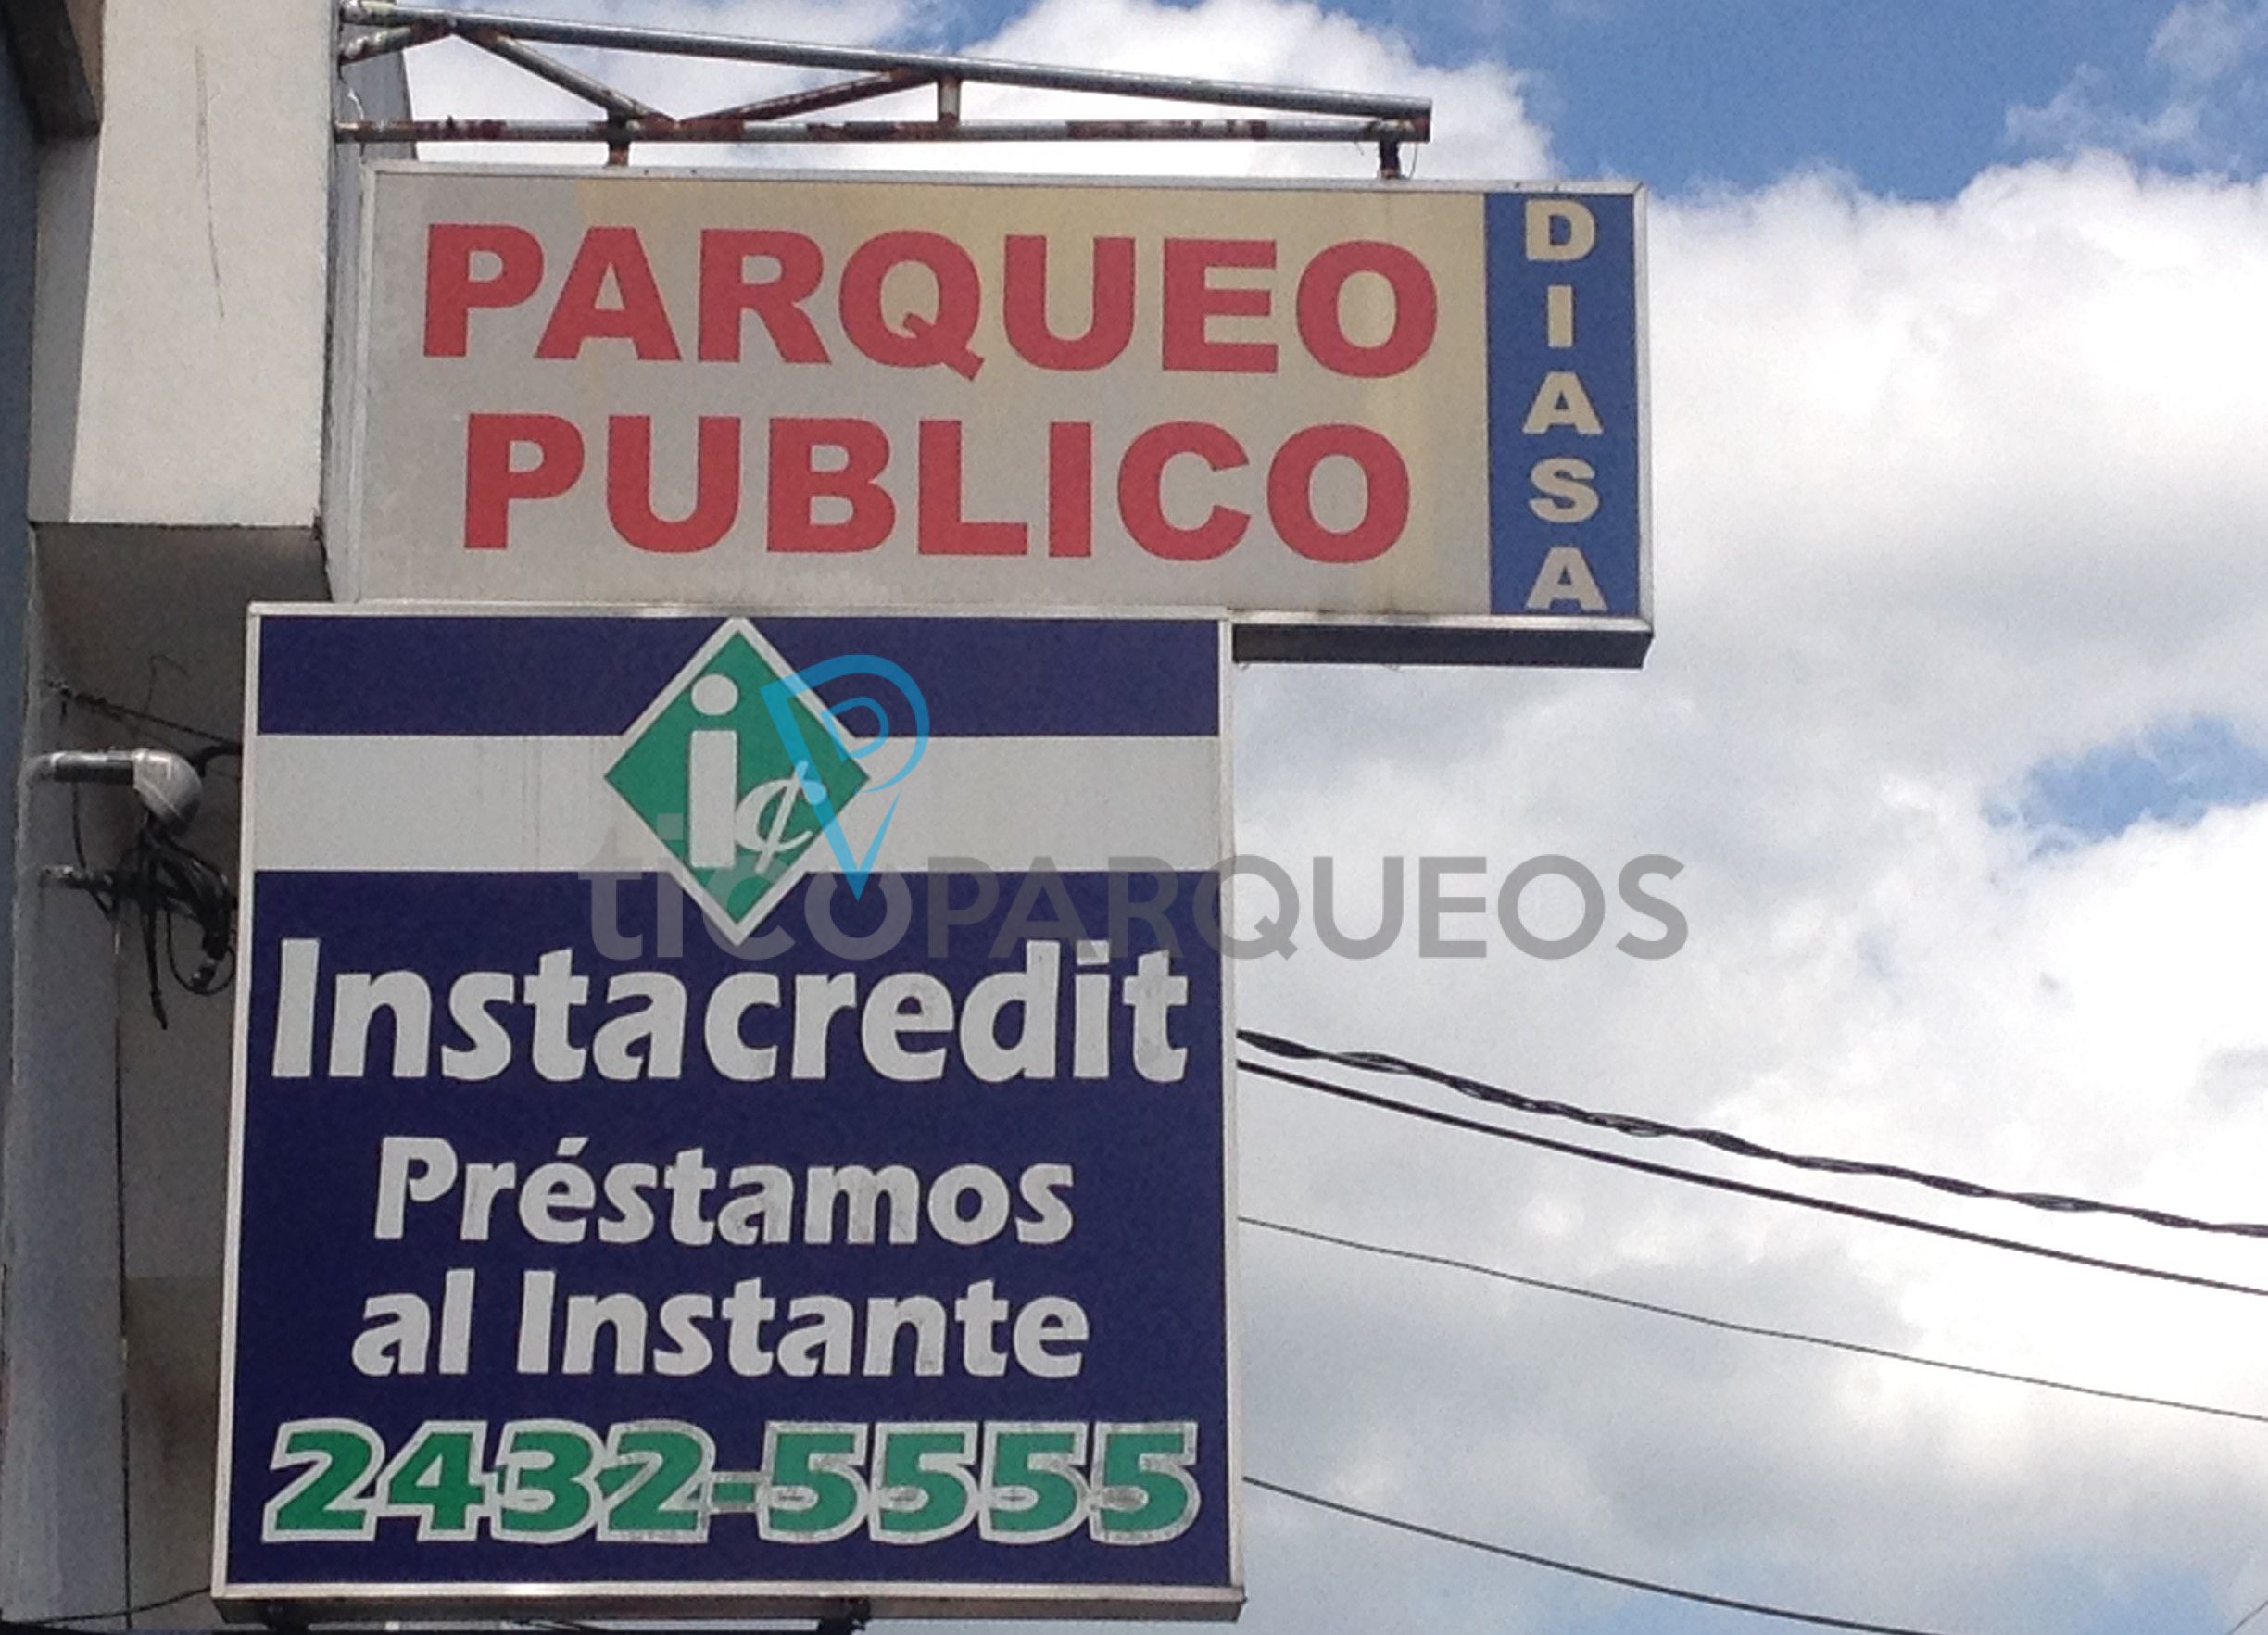 PARQUEO
PUBLICO
DIASA
i¢
ticoPARQUEOS
Instacredit
Préstamos
al Instante
2432-5555